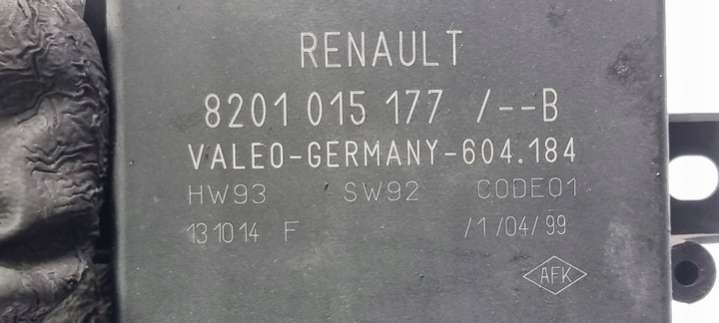 RENAULT
8201 015 177 /--B
VALEO-GERMANY-604.184
HW93 SW92 CODE01
131014 F /1/04/99
AFK